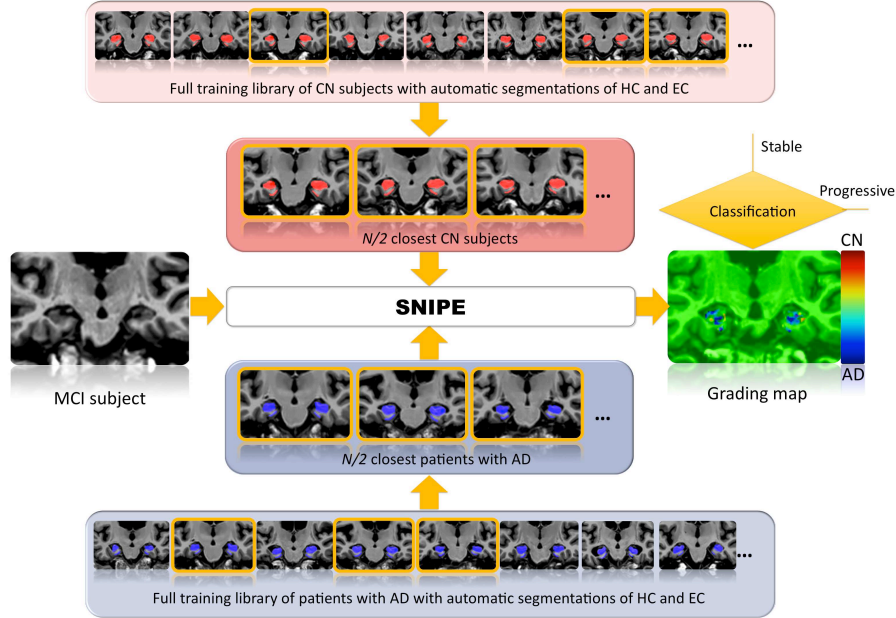 ...
Full training library of CN subjects with automatic segmentations of HC and EC
Stable
...
Progressive
Classification
N/2 closest CN subjects
CN
SNIPE
AD
MCI subject
Grading map
...
N/2 closest patients with AD
...
Full training library of patients with AD with automatic segmentations of HC and EC